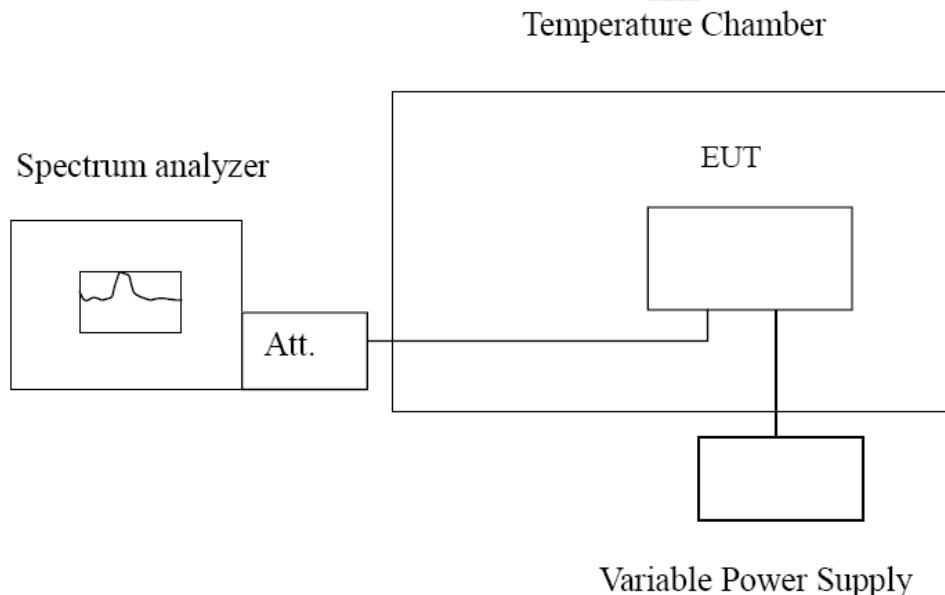 Temperature Chamber
Spectrum analyzer
EUT
Att.
Variable Power Supply